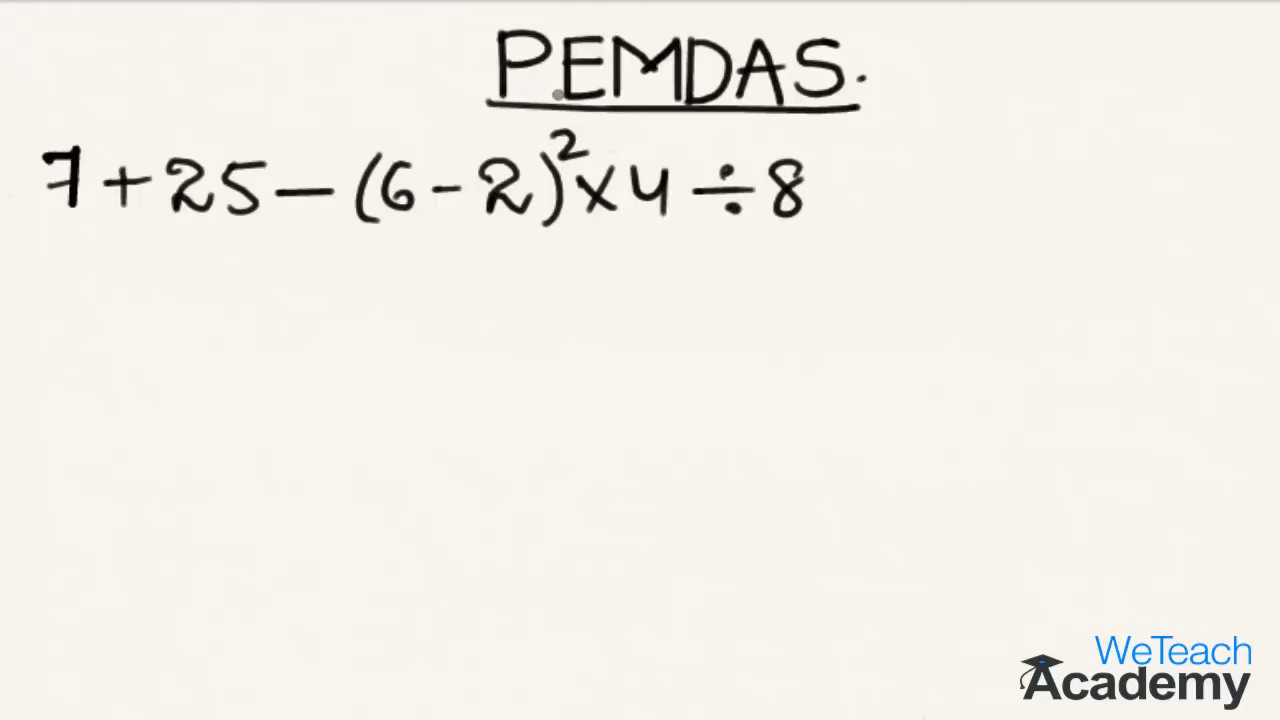 PEMDAS.
7 + 25 — (6 - 2)² × 4 ÷ 8
WeTeach
Academy